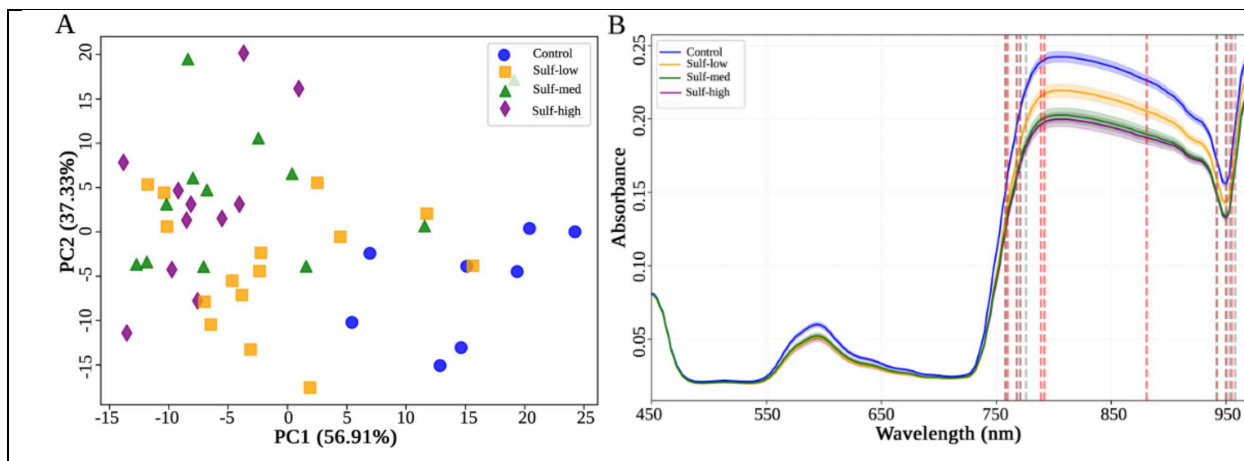 A
PC2 (37.33%)
20
15
10
5
0
-5
-10
-15
-15 -10 -5 0 5 10 15 20 25
PC1 (56.91%)
Control
Sulf-low
Sulf-med
Sulf-high
B
Absorbance
0.25
0.20
0.15
0.10
0.05
450 550 650 750 850 950
Wavelength (nm)
Control
Sulf-low
Sulf-med
Sulf-high